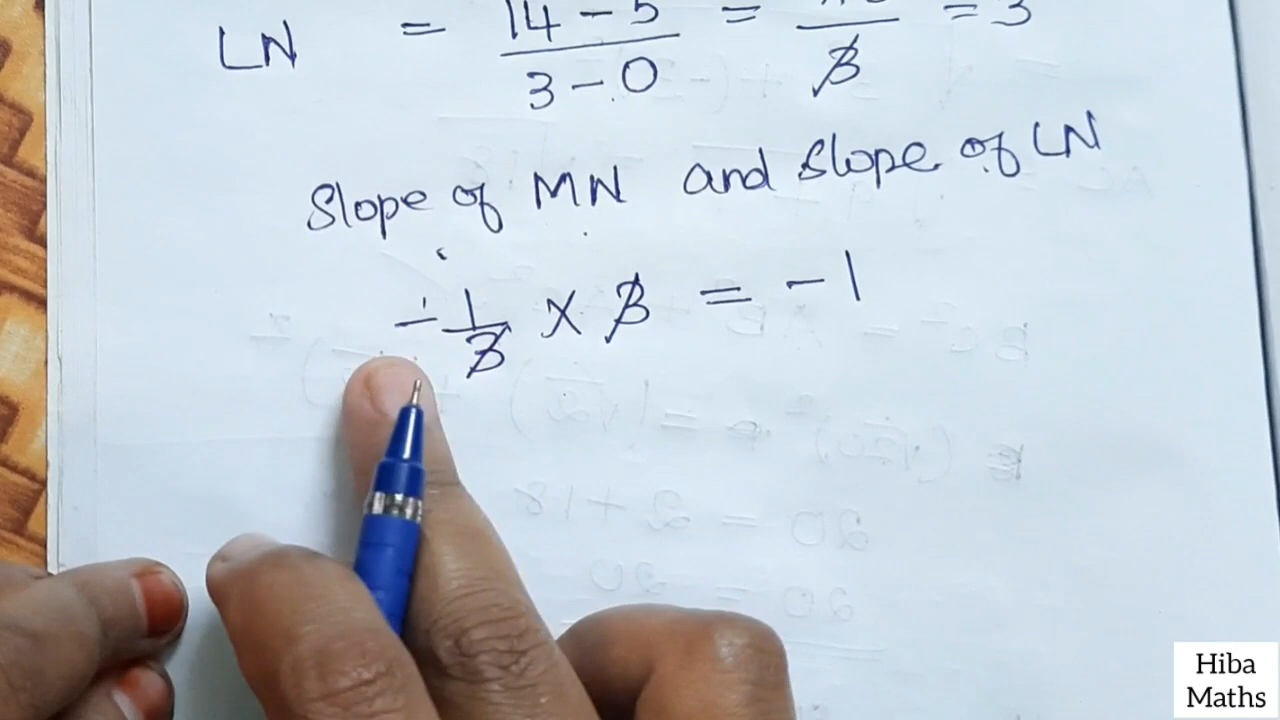 LN = 14 - 5 / 3 - 0 = / 3 = 3
Slope of MN and Slope of LN
- 1/3 × 3 = - 1
Hiba
Maths